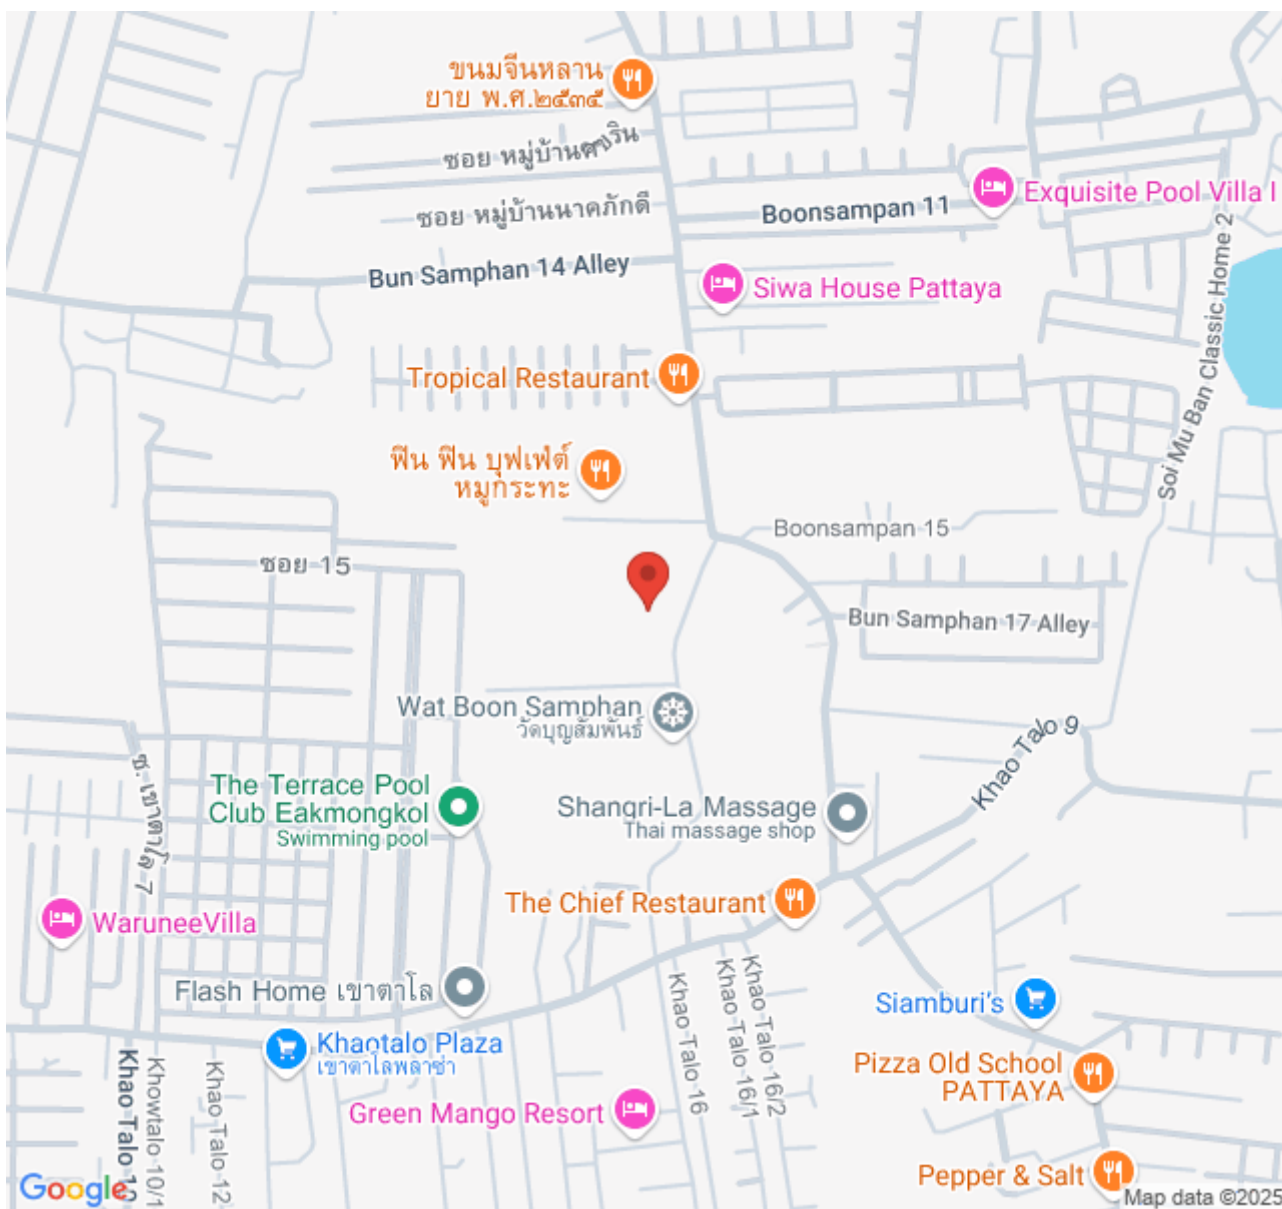 ขนมจีนหลาน
ยาย พ.ศ.๒๕๓๕
ซอย หมู่บ้านศุขริน
Exquisite Pool Villa I
ซอย หมู่บ้านนาคภักดี
Boonsampan 11
Bun Samphan 14 Alley
Siwa House Pattaya
Soi Mu Ban Classic Home 2
Tropical Restaurant
ฟิน ฟิน บุฟเฟ่ต์
หมูกระทะ
Boonsampan 15
ซอย 15
Bun Samphan 17 Alley
Wat Boon Samphan
วัดบุญสัมพันธ์
Khao Talo 9
ซ. เขาตาโล 7
The Terrace Pool
Club Eakmongkol
Swimming pool
Shangri-La Massage
Thai massage shop
The Chief Restaurant
WaruneeVilla
Flash Home เขาตาโล
Siamburi's
Khaotalo Plaza
เขาตาโลพลาซ่า
Khao Talo 10
Khowtalo 10/1
Khao Talo 12
Khao Talo 16
Khao Talo 16/1
Khao Talo 16/2
Pizza Old School
PATTAYA
Green Mango Resort
Pepper & Salt
Google
Map data ©2025